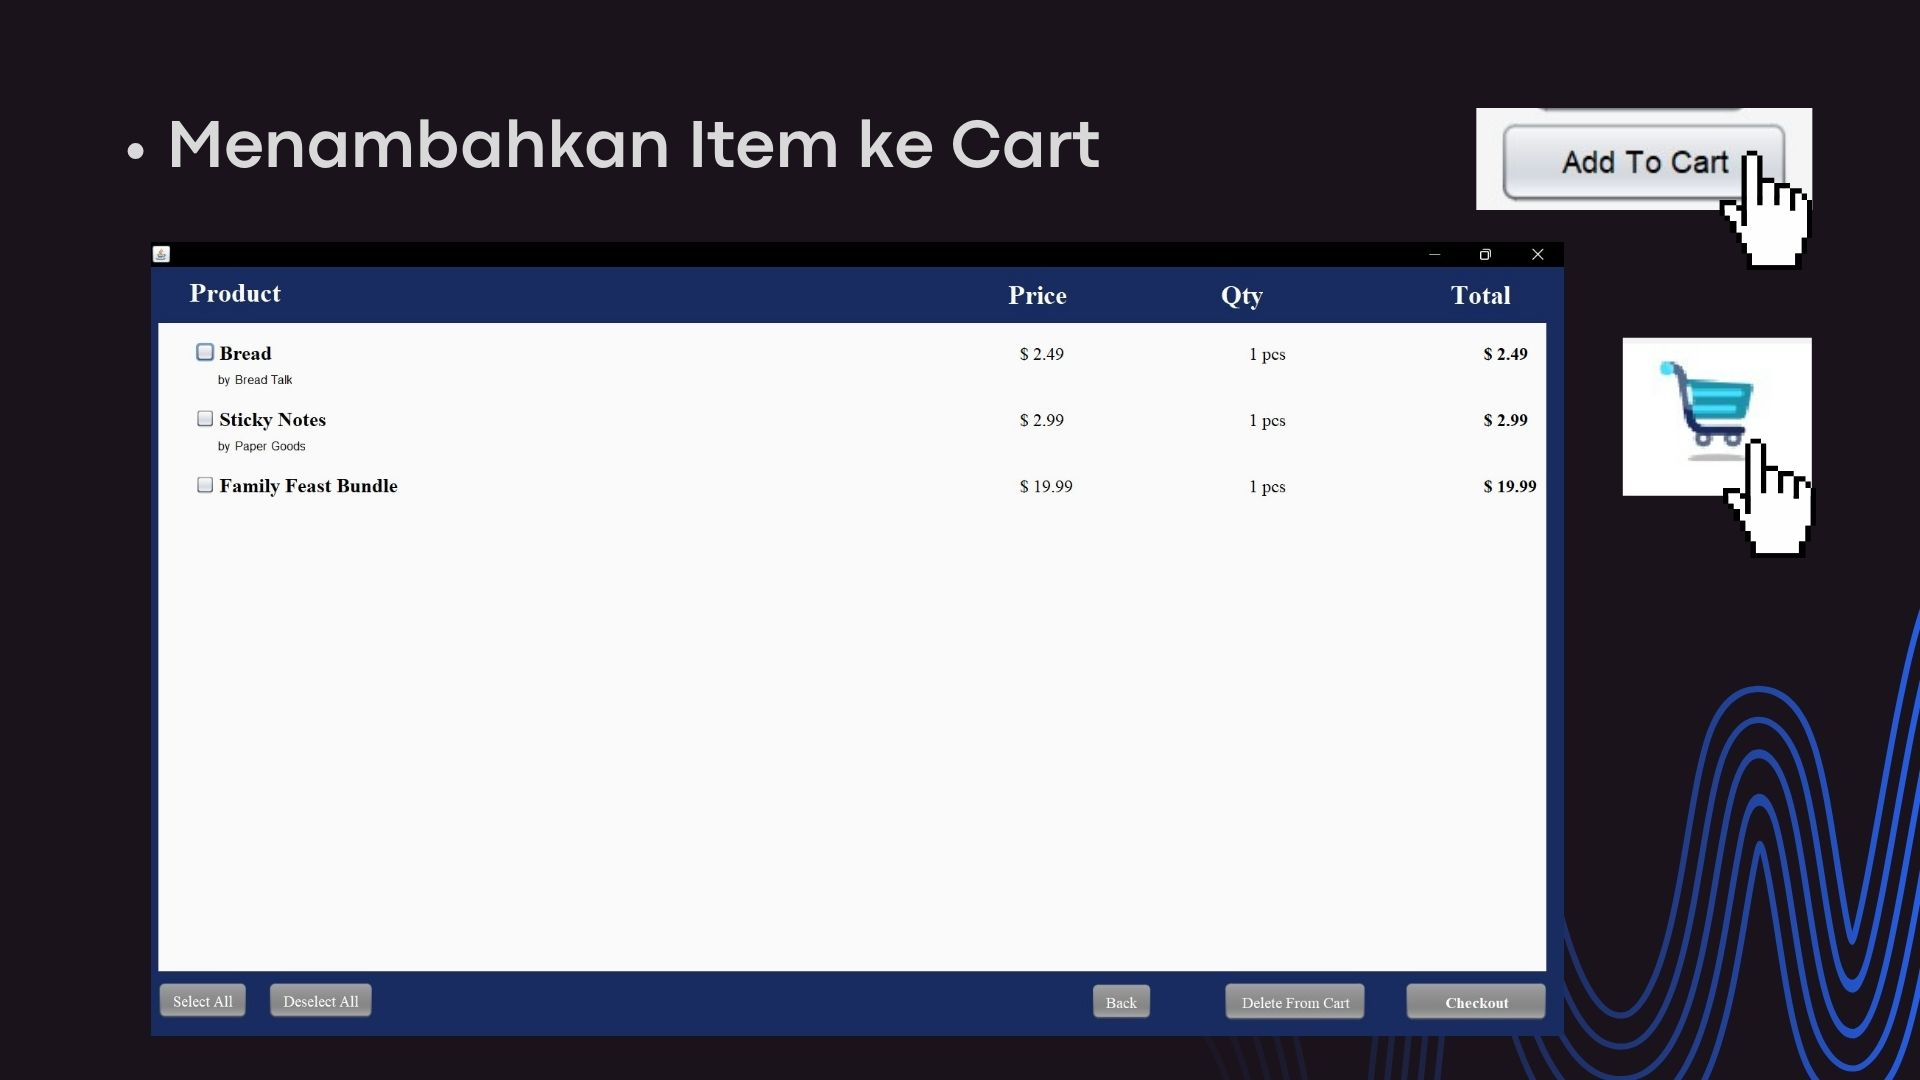 • Menambahkan Item ke Cart
Add To Cart
Product Price Qty Total
Bread $ 2.49 1 pcs $ 2.49
by Bread Talk
Sticky Notes $ 2.99 1 pcs $ 2.99
by Paper Goods
Family Feast Bundle $ 19.99 1 pcs $ 19.99
Select All Deselect All Back Delete From Cart Checkout